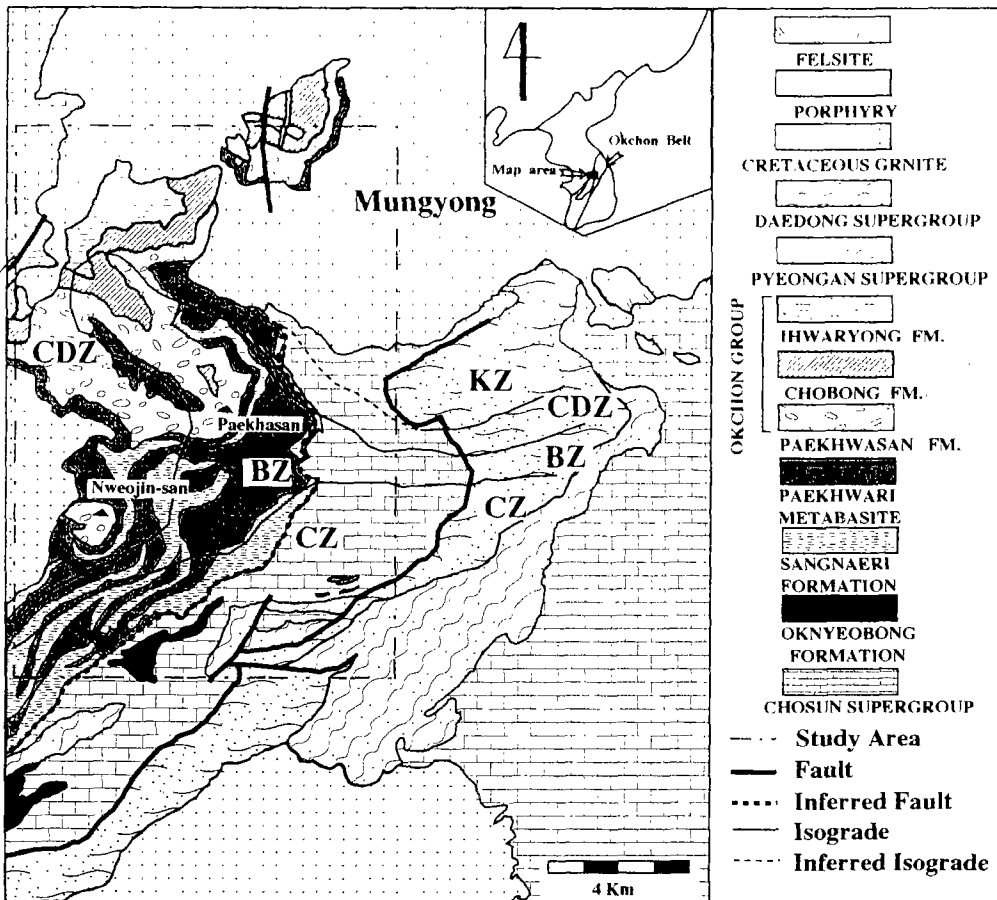 Okchon Belt
Map area
Mungyong
KZ
CDZ
CDZ
Paekhasan
BZ
BZ
Nweojin-san
CZ
CZ
4 Km
FELSITE
PORPHYRY
CRETACEOUS GRNITE
DAEDONG SUPERGROUP
PYEONGAN SUPERGROUP
OKCHON GROUP
IHWARYONG FM.
CHOBONG FM.
PAEKHWASAN FM.
PAEKHWARI
METABASITE
SANGNAERI
FORMATION
OKNYEOBONG
FORMATION
CHOSUN SUPERGROUP
Study Area
Fault
Inferred Fault
Isograde
Inferred Isograde